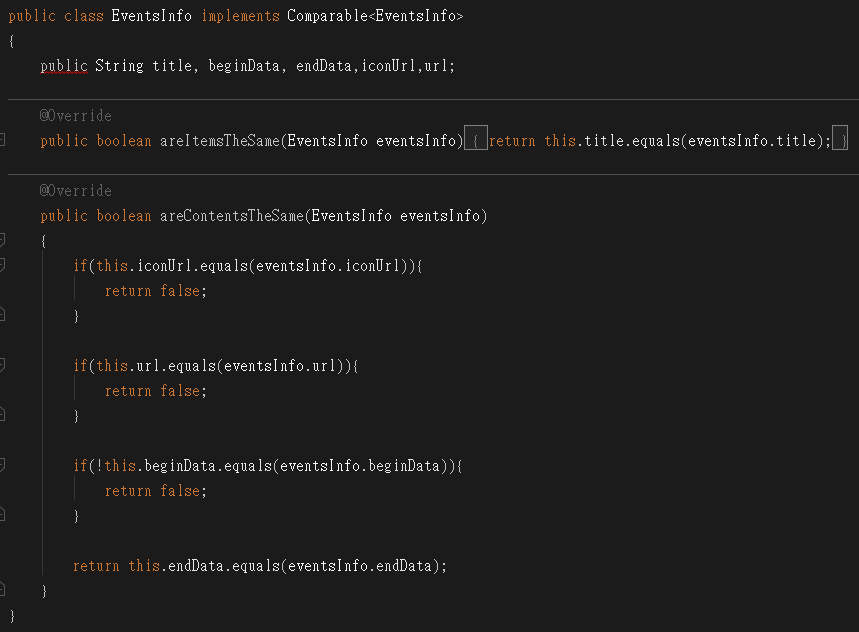 public class EventsInfo implements Comparable<EventsInfo>
{
    public String title, beginData, endData,iconUrl,url;
    @Override
    public boolean areItemsTheSame(EventsInfo eventsInfo) { return this.title.equals(eventsInfo.title); }
    @Override
    public boolean areContentsTheSame(EventsInfo eventsInfo)
    {
        if(this.iconUrl.equals(eventsInfo.iconUrl)){
            return false;
        }
        if(this.url.equals(eventsInfo.url)){
            return false;
        }
        if(!this.beginData.equals(eventsInfo.beginData)){
            return false;
        }
        return this.endData.equals(eventsInfo.endData);
    }
}